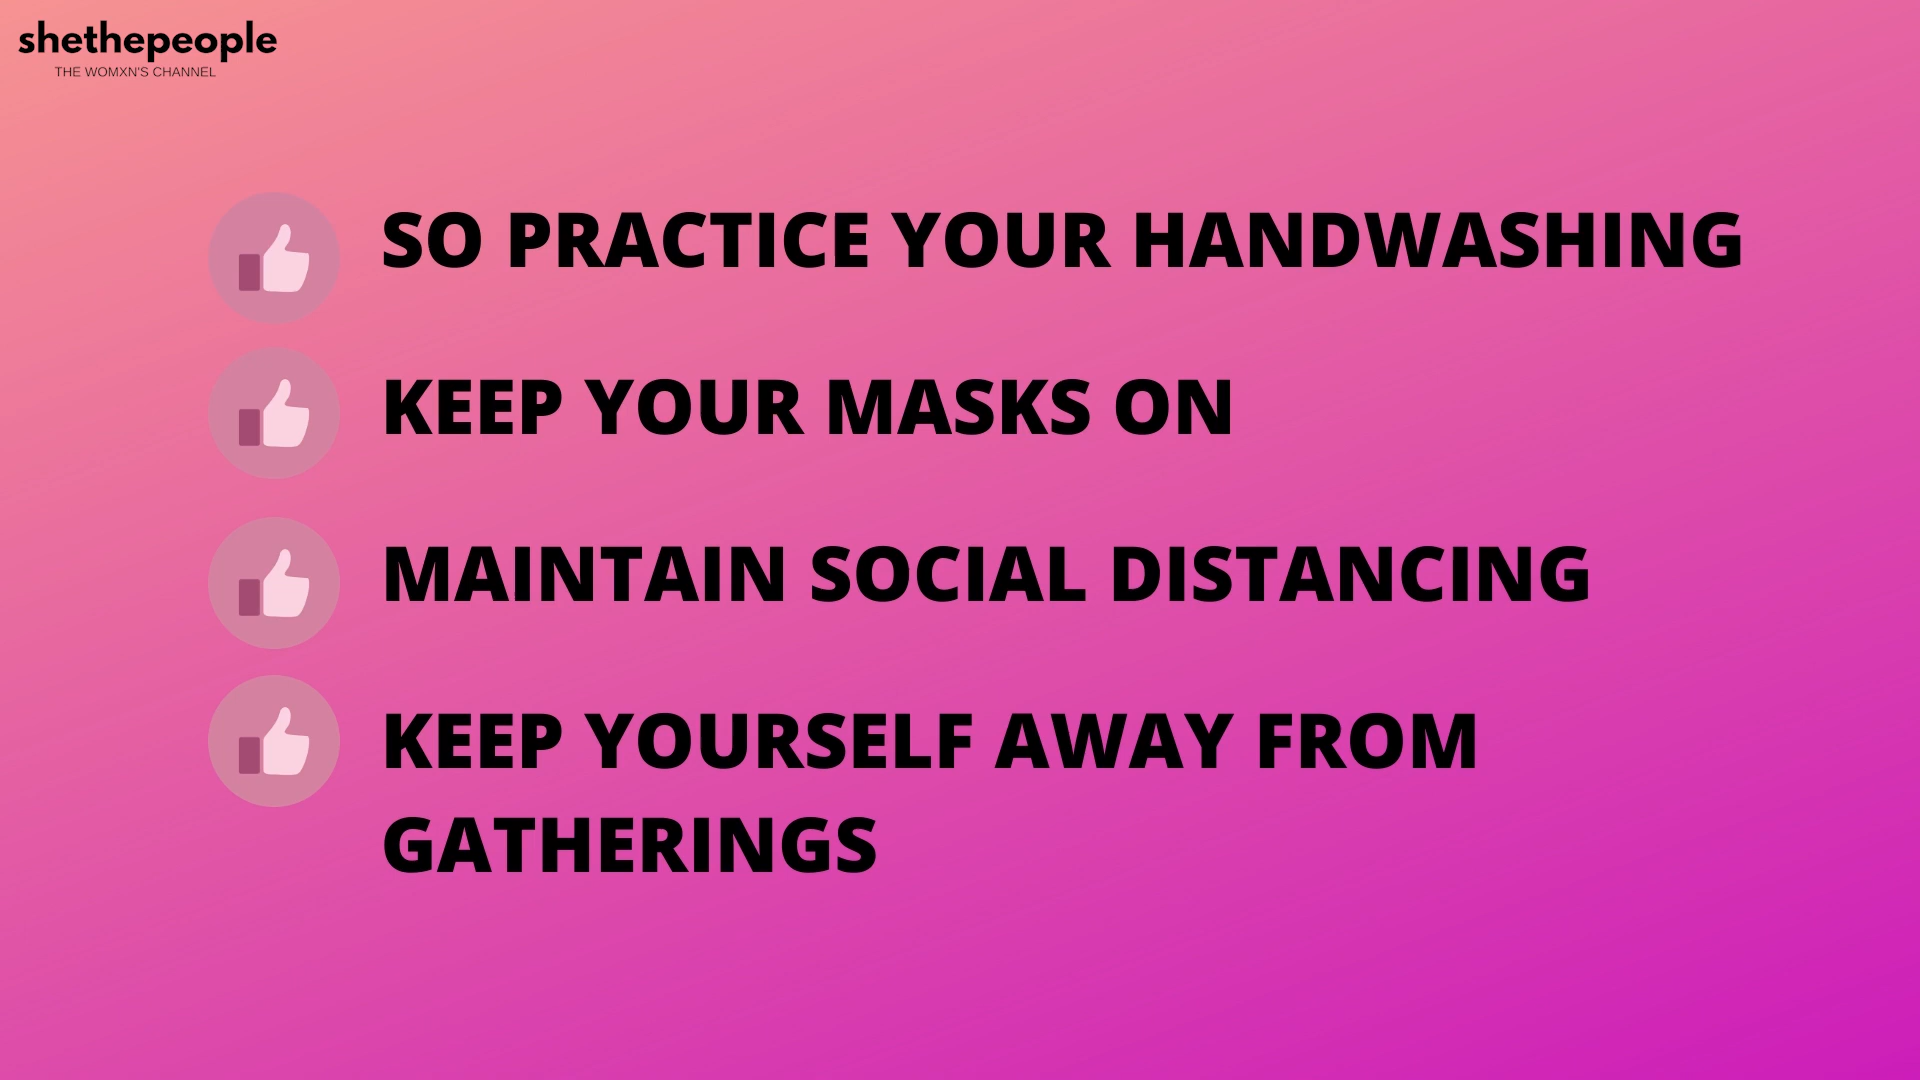 shethepeople
THE WOMXN'S CHANNEL
SO PRACTICE YOUR HANDWASHING
KEEP YOUR MASKS ON
MAINTAIN SOCIAL DISTANCING
KEEP YOURSELF AWAY FROM
GATHERINGS